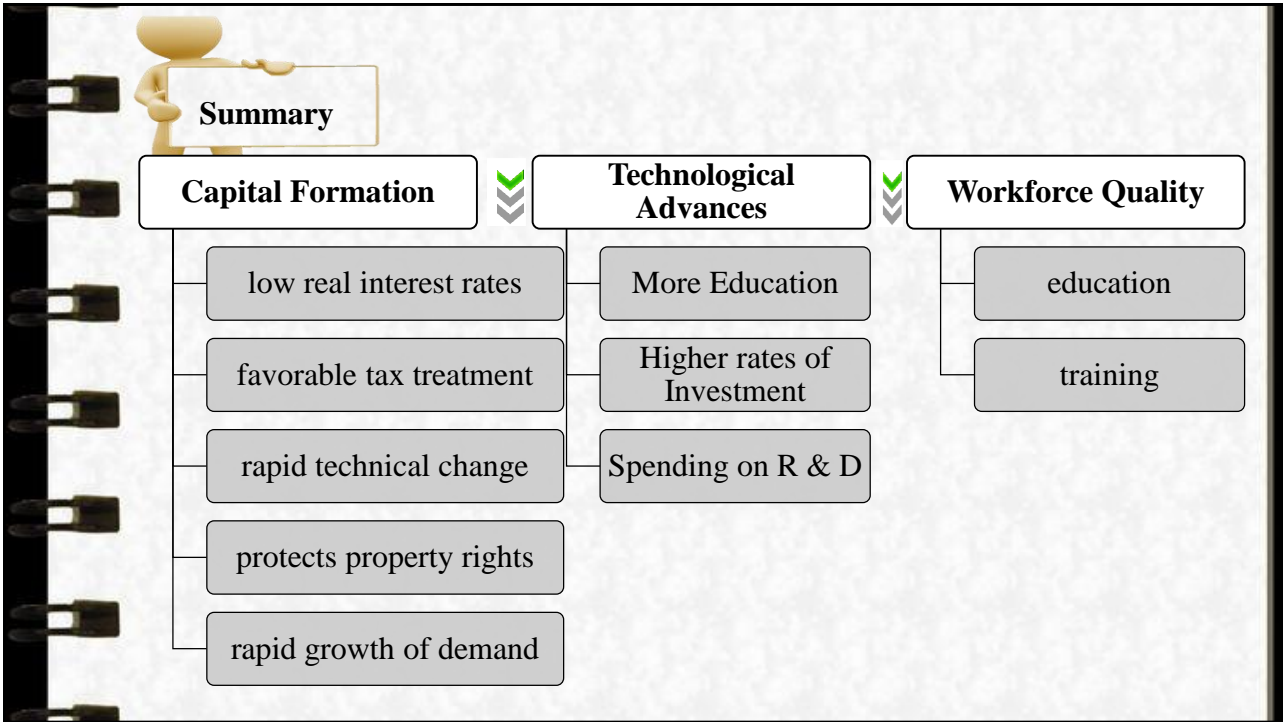 Summary
Capital Formation
low real interest rates
favorable tax treatment
rapid technical change
protects property rights
rapid growth of demand
Technological
Advances
More Education
Higher rates of
Investment
Spending on R & D
Workforce Quality
education
training